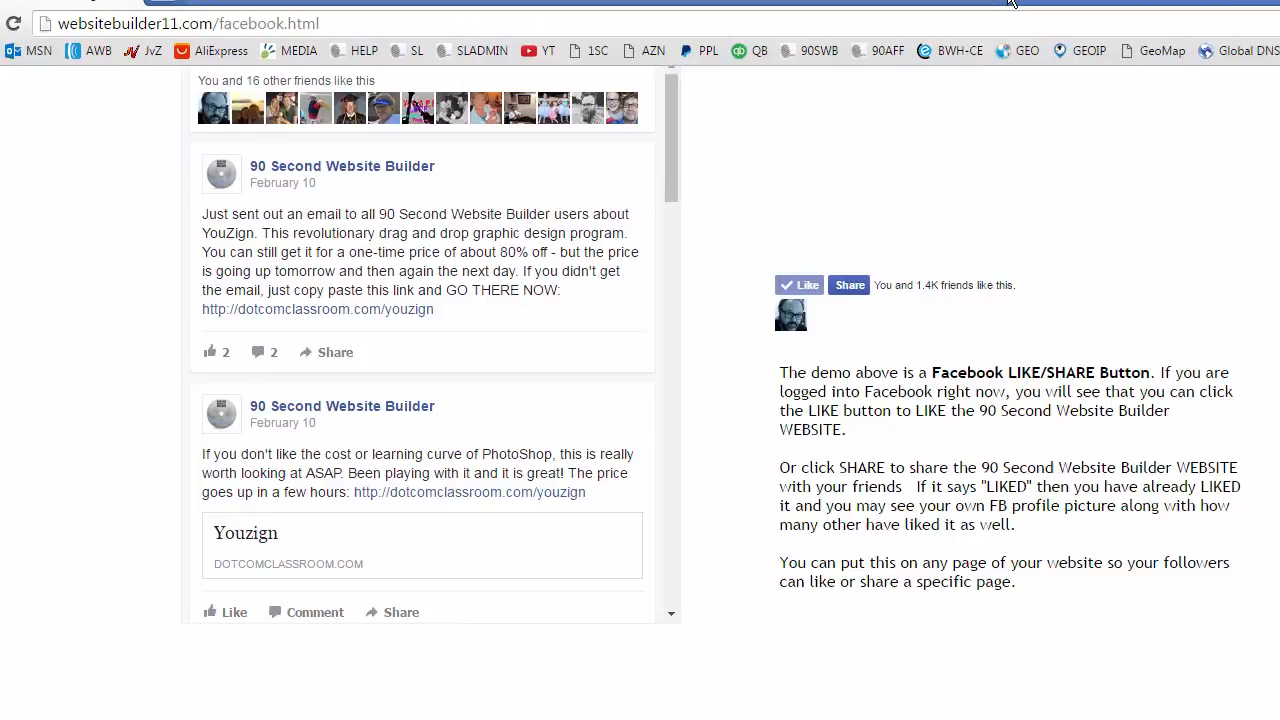 websitebuilder11.com/facebook.html
MSN AWB JvZ AliExpress MEDIA HELP SL SLADMIN YT 1SC AZN PPL QB 90SWB 90AFF BWH-CE GEO GEOIP GeoMap Global DNS
You and 16 other friends like this
90 Second Website Builder
February 10
Just sent out an email to all 90 Second Website Builder users about
YouZign. This revolutionary drag and drop graphic design program.
You can still get it for a one-time price of about 80% off - but the price
is going up tomorrow and then again the next day. If you didn't get
the email, just copy paste this link and GO THERE NOW:
http://dotcomclassroom.com/youzign
2 2 Share
90 Second Website Builder
February 10
If you don't like the cost or learning curve of PhotoShop, this is really
worth looking at ASAP. Been playing with it and it is great! The price
goes up in a few hours: http://dotcomclassroom.com/youzign
Youzign
DOTCOMCLASSROOM.COM
Like Comment Share
Like Share You and 1.4K friends like this.
The demo above is a Facebook LIKE/SHARE Button. If you are
logged into Facebook right now, you will see that you can click
the LIKE button to LIKE the 90 Second Website Builder
WEBSITE.
Or click SHARE to share the 90 Second Website Builder WEBSITE
with your friends If it says "LIKED" then you have already LIKED
it and you may see your own FB profile picture along with how
many other have liked it as well.
You can put this on any page of your website so your followers
can like or share a specific page.